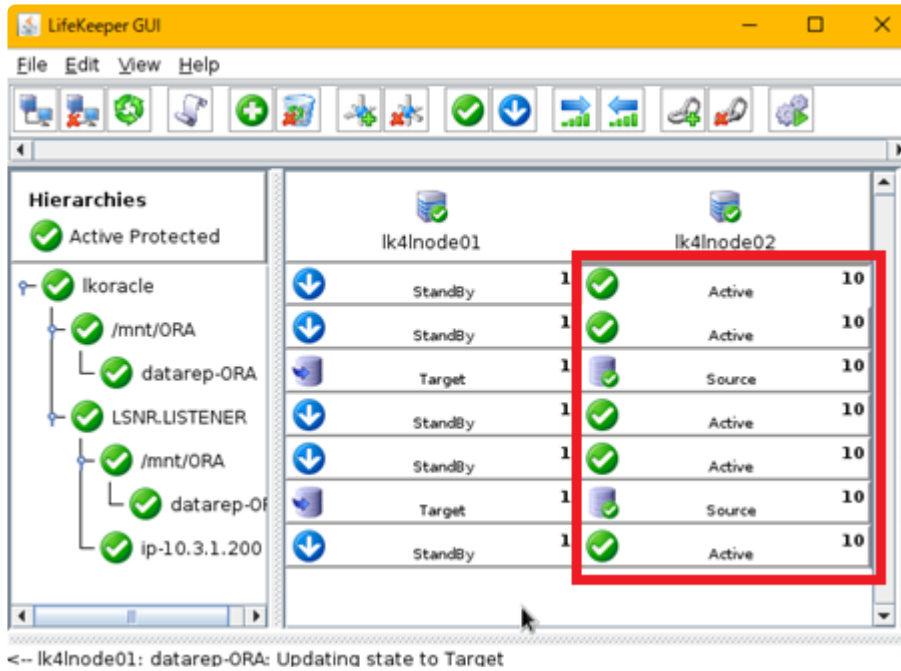 LifeKeeper GUI
File Edit View Help
Hierarchies
Active Protected
lk4lnode01
lk4lnode02
lkoracle
StandBy 1
Active 10
/mnt/ORA
StandBy 1
Active 10
datarep-ORA
Target 1
Source 10
LSNR.LISTENER
StandBy 1
Active 10
/mnt/ORA
StandBy 1
Active 10
Target 1
Source 10
ip-10.3.1.200
StandBy 1
Active 10
<-- lk4lnode01: datarep-ORA: Updating state to Target